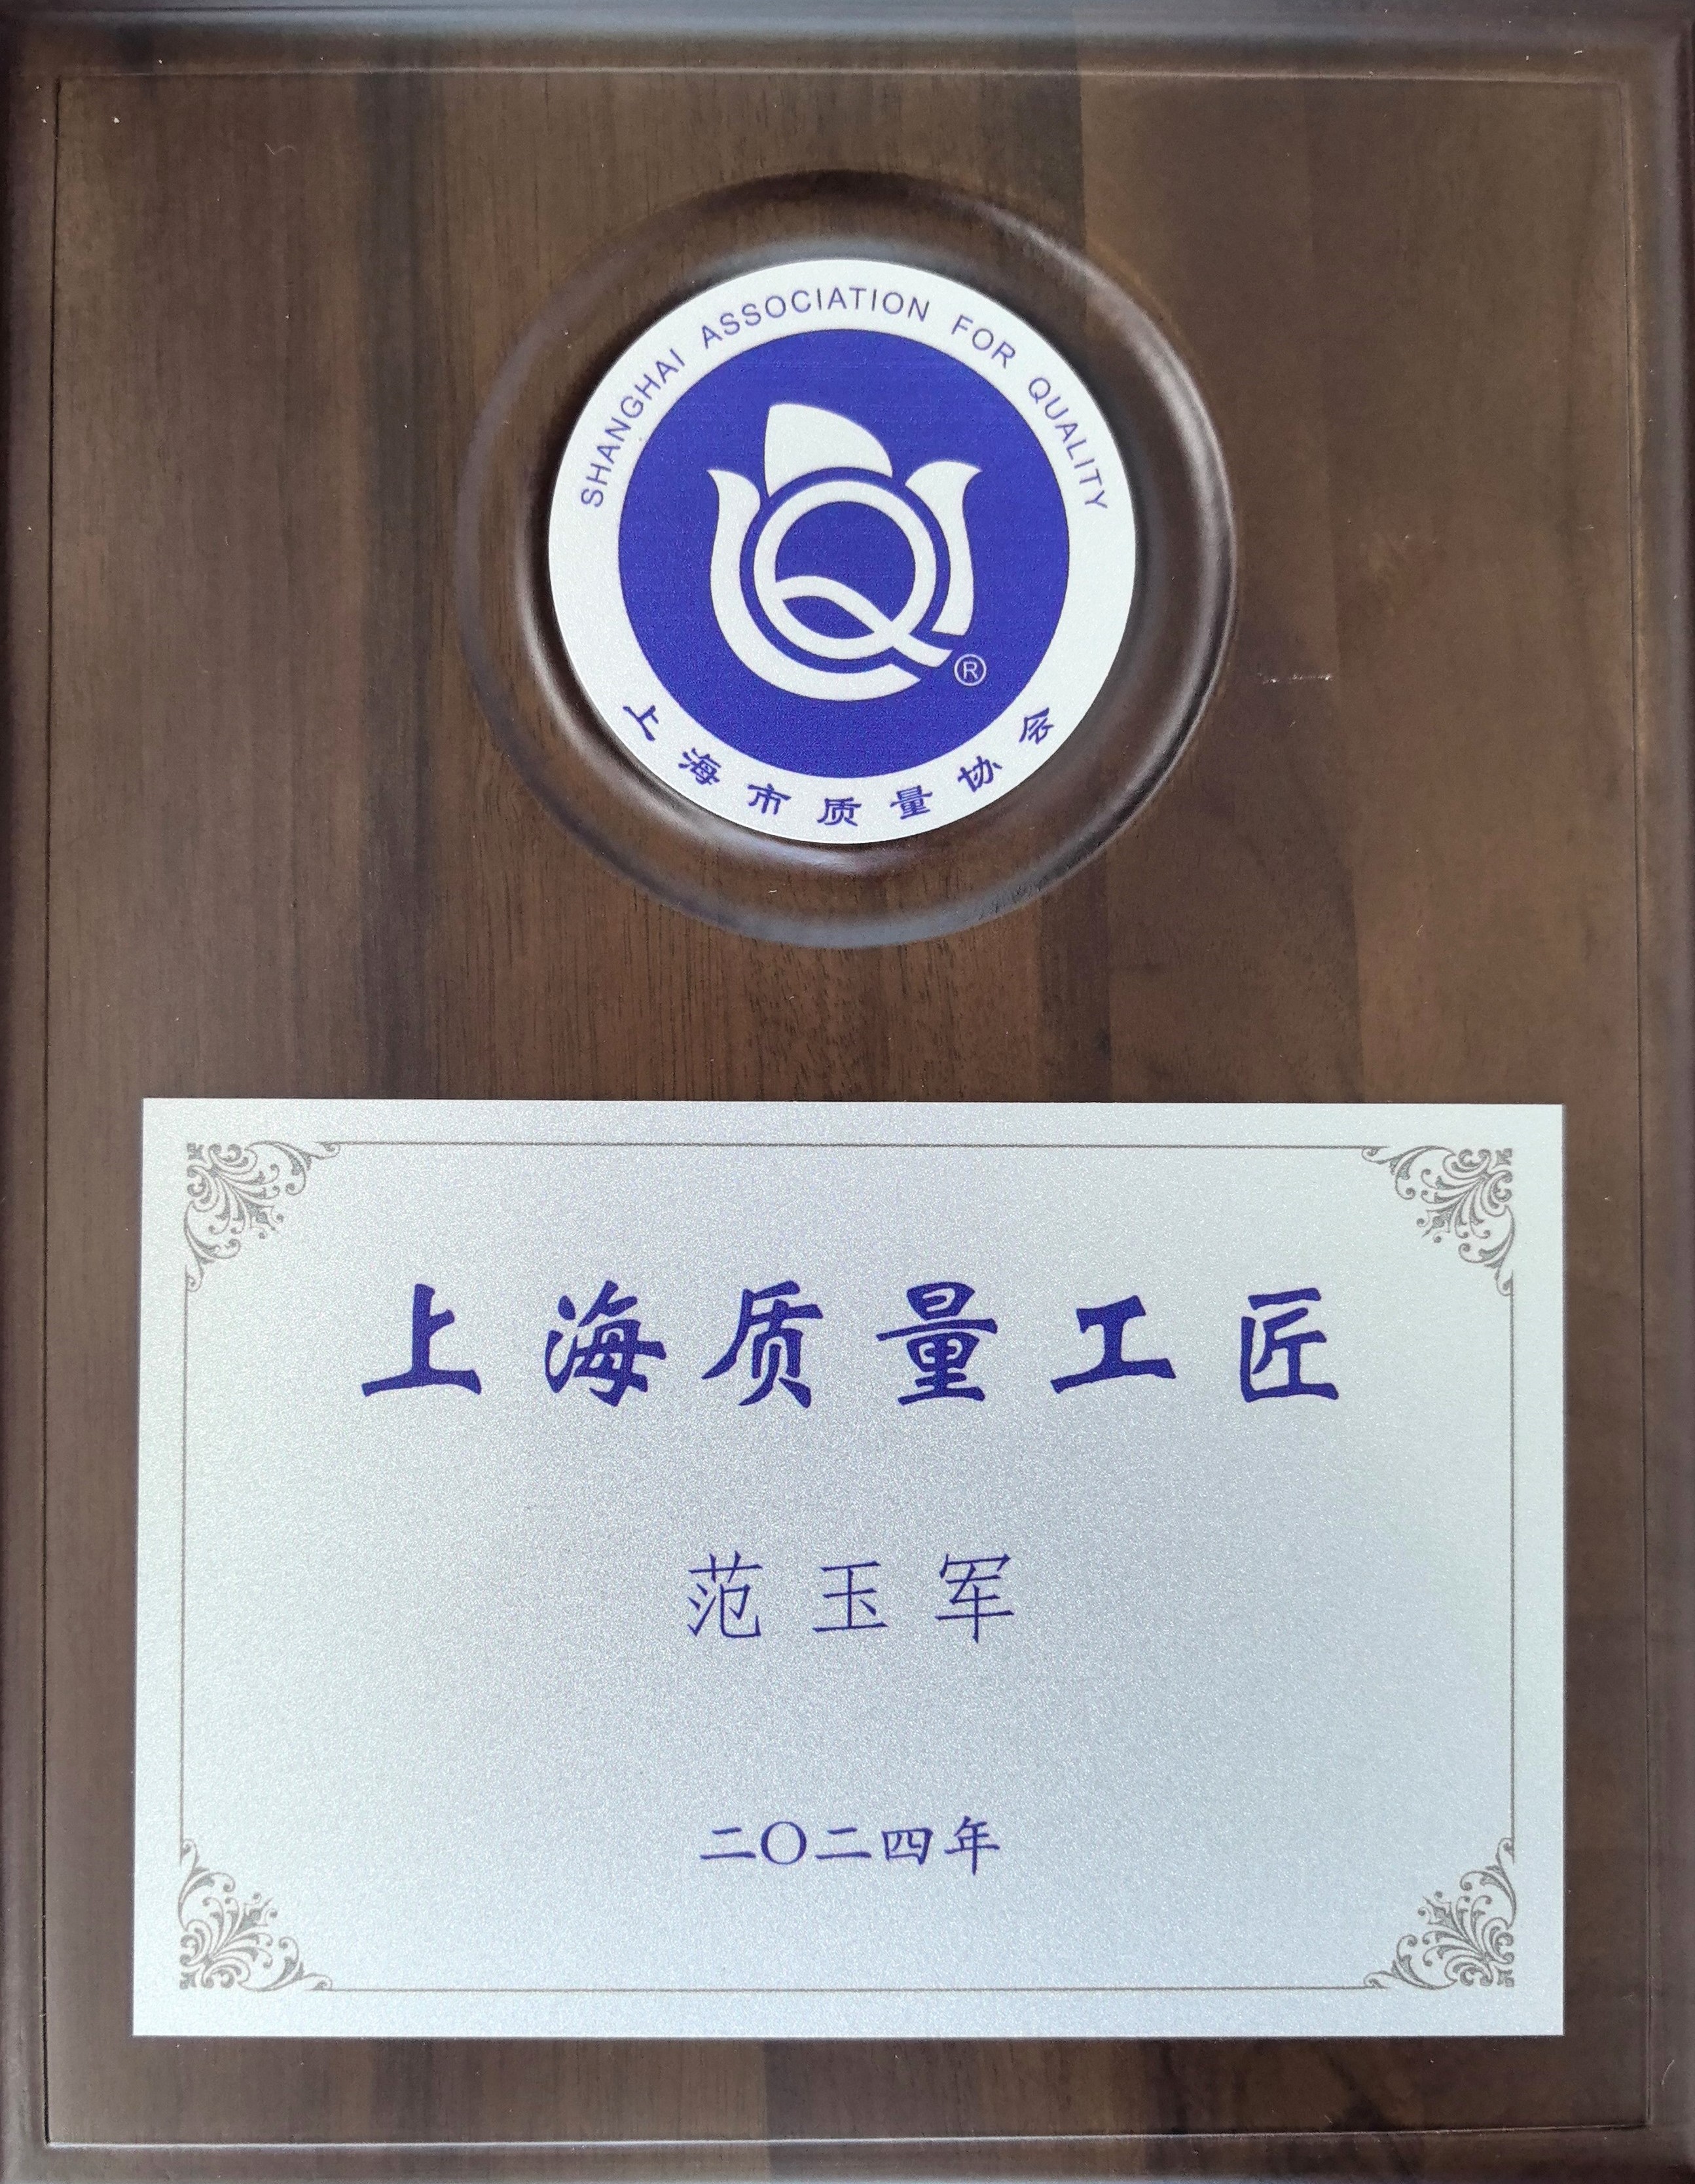 SHANGHAI ASSOCIATION FOR QUALITY
Q
®
上海市质量协会
上海质量工匠
范玉军
二〇二四年